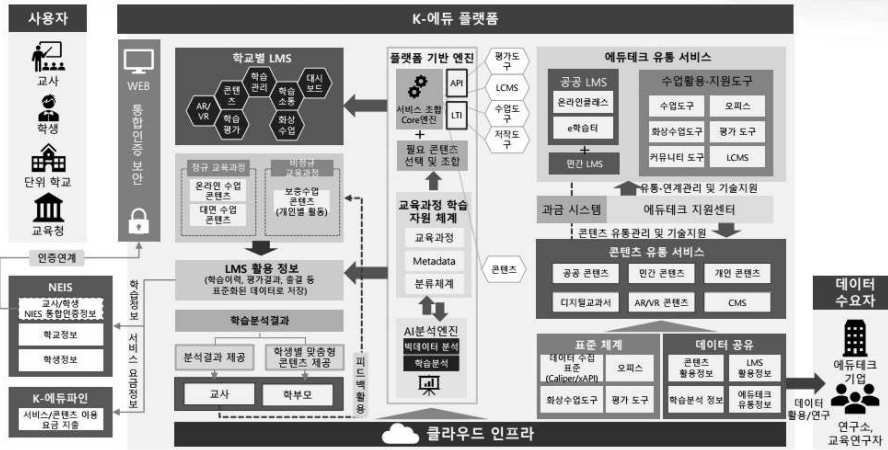 사용자
교사
학생
단위 학교
교육청
K-에듀 플랫폼
WEB
통합인증 보안
인증연계
NEIS
교사/학생
NIES 통합인증정보
학교정보
학생정보
K-에듀파인
서비스/콘텐츠 이용
요금 지출
학습정보
서비스 요금정보
학교별 LMS
AR/
VR
콘텐
츠
학습
관리
학습
소통
대시
보드
학습
평가
화상
수업
정규 교육과정
온라인 수업
콘텐츠
대면 수업
콘텐츠
비정규
교육과정
보충수업
콘텐츠
(개인별 활동)
LMS 활용 정보
(학습이력, 평가결과, 출결 등
표준화된 데이터로 저장)
학습분석결과
분석결과 제공
학생별 맞춤형
콘텐츠 제공
교사
학부모
피드백활용
플랫폼 기반 엔진
서비스 조합
Core엔진
API
LTI
+
필요 콘텐츠
선택 및 조합
교육과정 학습
자원 체계
교육과정
Metadata
분류체계
AI분석엔진
빅데이터 분석
학습분석
평가도
구
LCMS
수업도
구
저작도
구
콘텐츠
에듀테크 유통 서비스
공공 LMS
온라인클래스
e학습터
+
민간 LMS
수업활용·지원도구
수업도구
오피스
화상수업도구
평가 도구
커뮤니티 도구
LCMS
유통·연계관리 및 기술지원
과금 시스템
에듀테크 지원센터
콘텐츠 유통관리 및 기술지원
콘텐츠 유통 서비스
공공 콘텐츠
민간 콘텐츠
개인 콘텐츠
디지털교과서
AR/VR 콘텐츠
CMS
표준 체계
데이터 수집
표준
(Caliper/xAPI)
오피스
화상수업도구
평가 도구
데이터 공유
콘텐츠
활용정보
LMS
활용정보
학습분석 정보
에듀테크
유통정보
데이터
활용/연구
데이터
수요자
에듀테크
기업
연구소,
교육연구자
클라우드 인프라